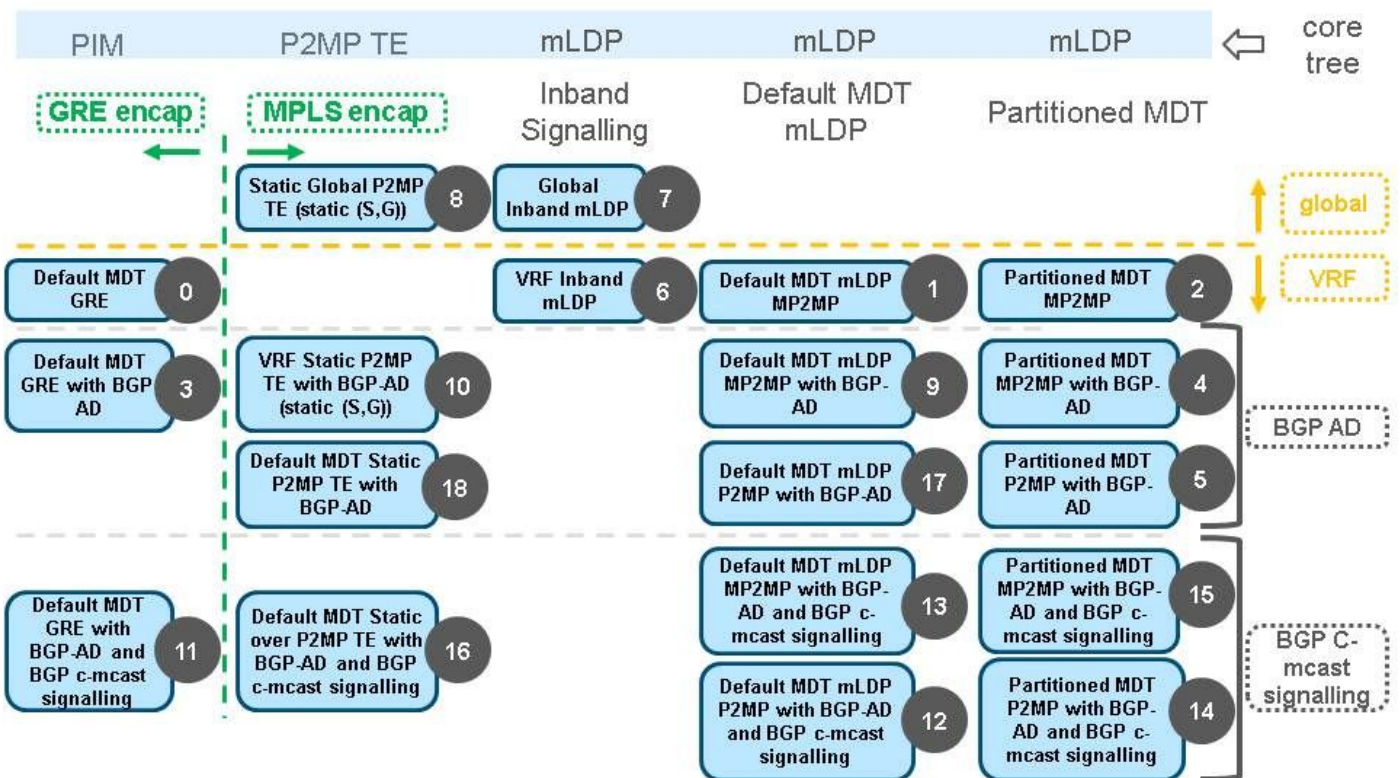 PIM
P2MP TE
mLDP
mLDP
mLDP
core
tree
GRE encap
MPLS encap
Inband
Signalling
Default MDT
mLDP
Partitioned MDT
Static Global P2MP
TE (static (S,G))
8
Global
Inband mLDP
7
global
Default MDT
GRE
0
VRF Inband
mLDP
6
Default MDT mLDP
MP2MP
1
Partitioned MDT
MP2MP
2
VRF
Default MDT
GRE with BGP
AD
3
VRF Static P2MP
TE with BGP-AD
(static (S,G))
10
Default MDT mLDP
MP2MP with BGP-
AD
9
Partitioned MDT
MP2MP with BGP-
AD
4
BGP AD
Default MDT Static
P2MP TE with
BGP-AD
18
Default MDT mLDP
P2MP with BGP-AD
17
Partitioned MDT
P2MP with BGP-
AD
5
Default MDT
GRE with
BGP-AD and
BGP c-mcast
signalling
11
Default MDT Static
over P2MP TE with
BGP-AD and BGP
c-mcast signalling
16
Default MDT mLDP
MP2MP with BGP-
AD and BGP c-
mcast signalling
13
Partitioned MDT
MP2MP with BGP-
AD and BGP c-
mcast signalling
15
BGP C-
mcast
signalling
Default MDT mLDP
P2MP with BGP-AD
and BGP c-mcast
signalling
12
Partitioned MDT
P2MP with BGP-
AD and BGP c-
mcast signalling
14